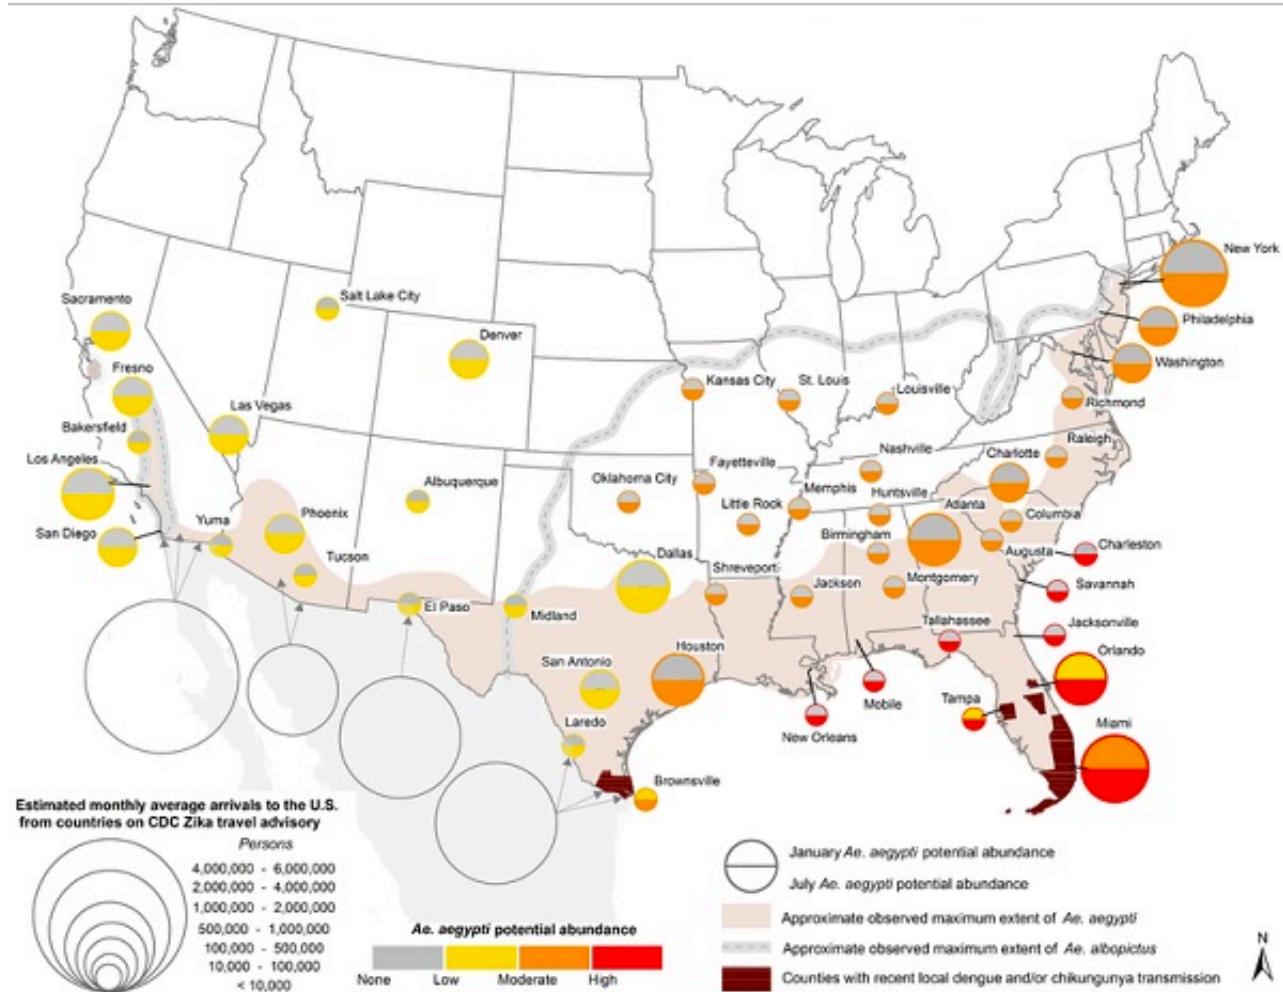 New York
Philadelphia
Washington
Richmond
Raleigh
Sacramento
Salt Lake City
Denver
Fresno
Las Vegas
Bakersfield
Los Angeles
San Diego
Yuma
Phoenix
Tucson
Albuquerque
El Paso
Kansas City
St. Louis
Louisville
Nashville
Fayetteville
Oklahoma City
Little Rock
Memphis
Huntsville
Charlotte
Atlanta
Columbia
Birmingham
Augusta
Charleston
Dallas
Shreveport
Jackson
Montgomery
Savannah
Midland
Tallahassee
Jacksonville
San Antonio
Houston
Orlando
Laredo
Mobile
Tampa
New Orleans
Miami
Brownsville
Estimated monthly average arrivals to the U.S.
from countries on CDC Zika travel advisory
Persons
4,000,000 - 6,000,000
2,000,000 - 4,000,000
1,000,000 - 2,000,000
500,000 - 1,000,000
100,000 - 500,000
10,000 - 100,000
< 10,000
Ae. aegypti potential abundance
None Low Moderate High
January Ae. aegypti potential abundance
July Ae. aegypti potential abundance
Approximate observed maximum extent of Ae. aegypti
Approximate observed maximum extent of Ae. albopictus
Counties with recent local dengue and/or chikungunya transmission
N